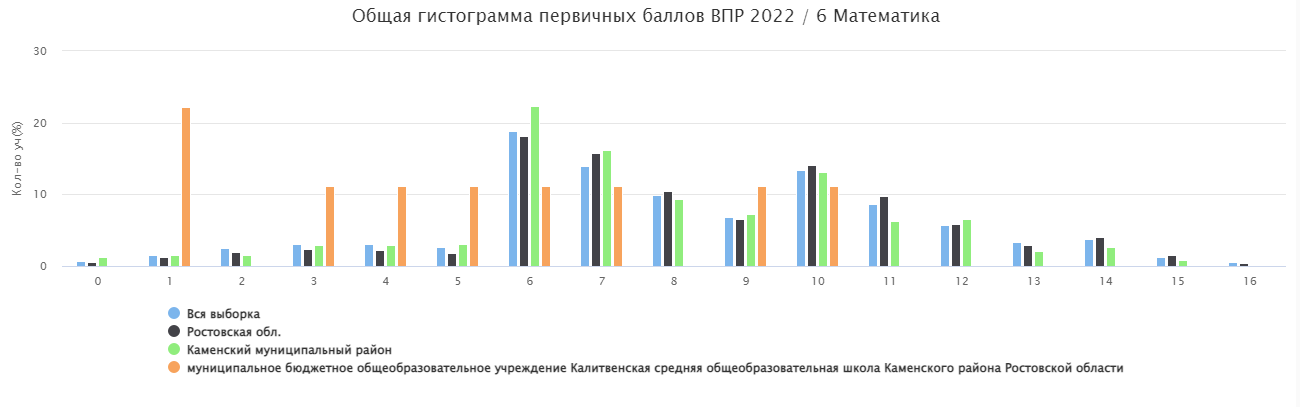 Общая гистограмма первичных баллов ВПР 2022 / 6 Математика
Кол-во уч(%)
30
20
10
0
0 1 2 3 4 5 6 7 8 9 10 11 12 13 14 15 16
Вся выборка
Ростовская обл.
Каменский муниципальный район
муниципальное бюджетное общеобразовательное учреждение Калитвенская средняя общеобразовательная школа Каменского района Ростовской области